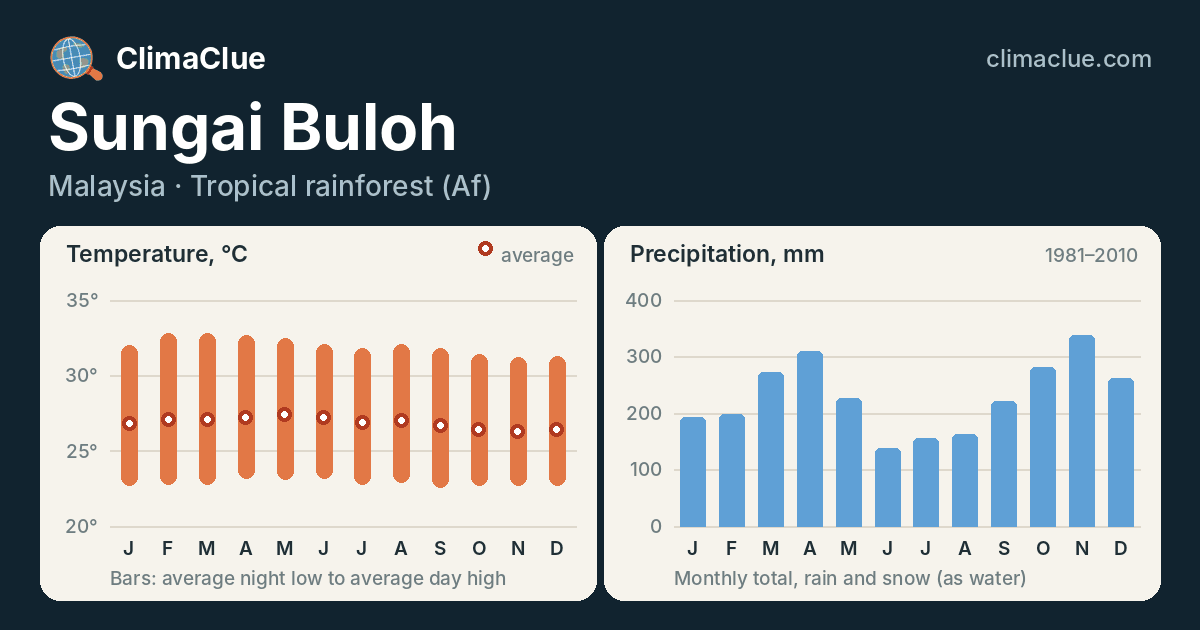 ClimaClue
climaclue.com
Sungai Buloh
Malaysia · Tropical rainforest (Af)
Temperature, °C
average
35°
30°
25°
20°
J F M A M J J A S O N D
Bars: average night low to average day high
Precipitation, mm
1981–2010
400
300
200
100
0
J F M A M J J A S O N D
Monthly total, rain and snow (as water)